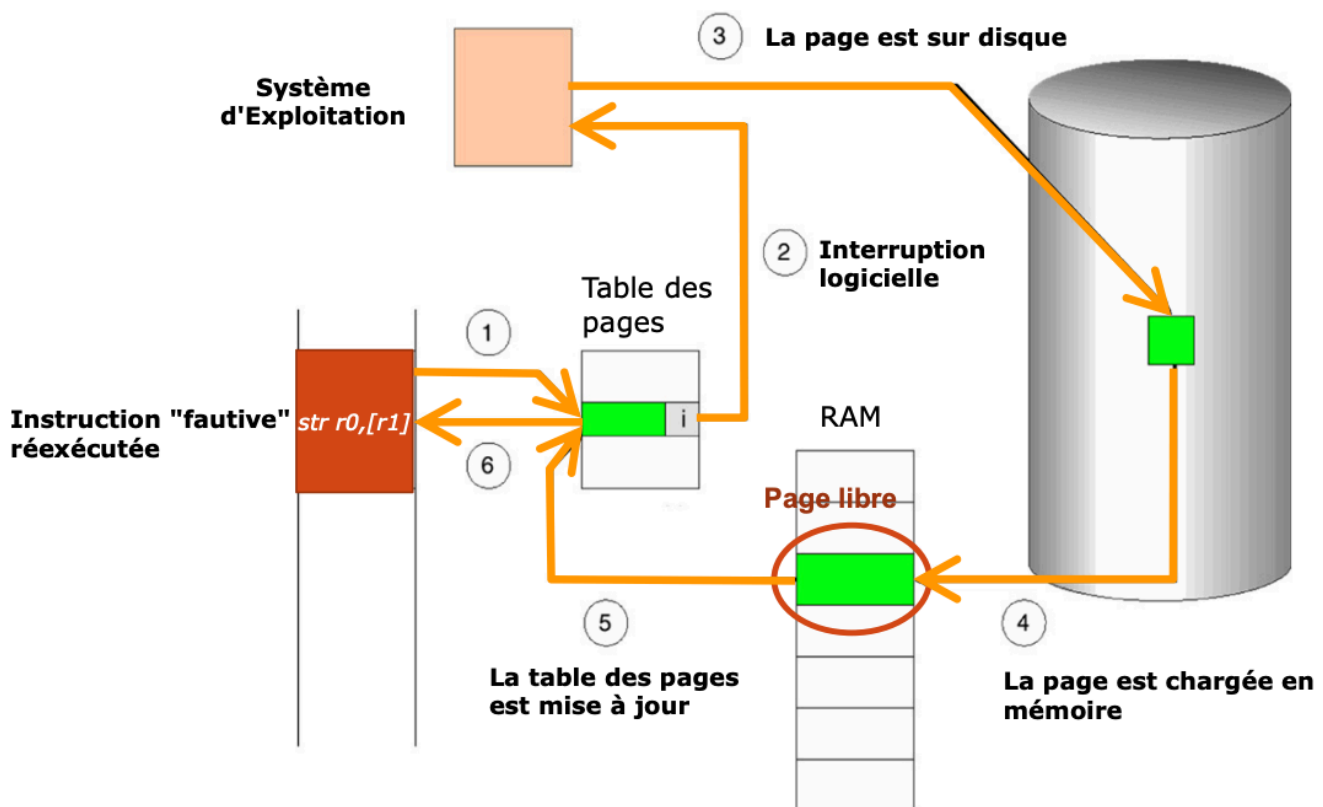 3
La page est sur disque
Système
d'Exploitation
2
Interruption
logicielle
Table des
pages
1
Instruction "fautive"
réexécutée
str r0,[r1]
i
6
RAM
Page libre
5
La table des pages
est mise à jour
4
La page est chargée en
mémoire